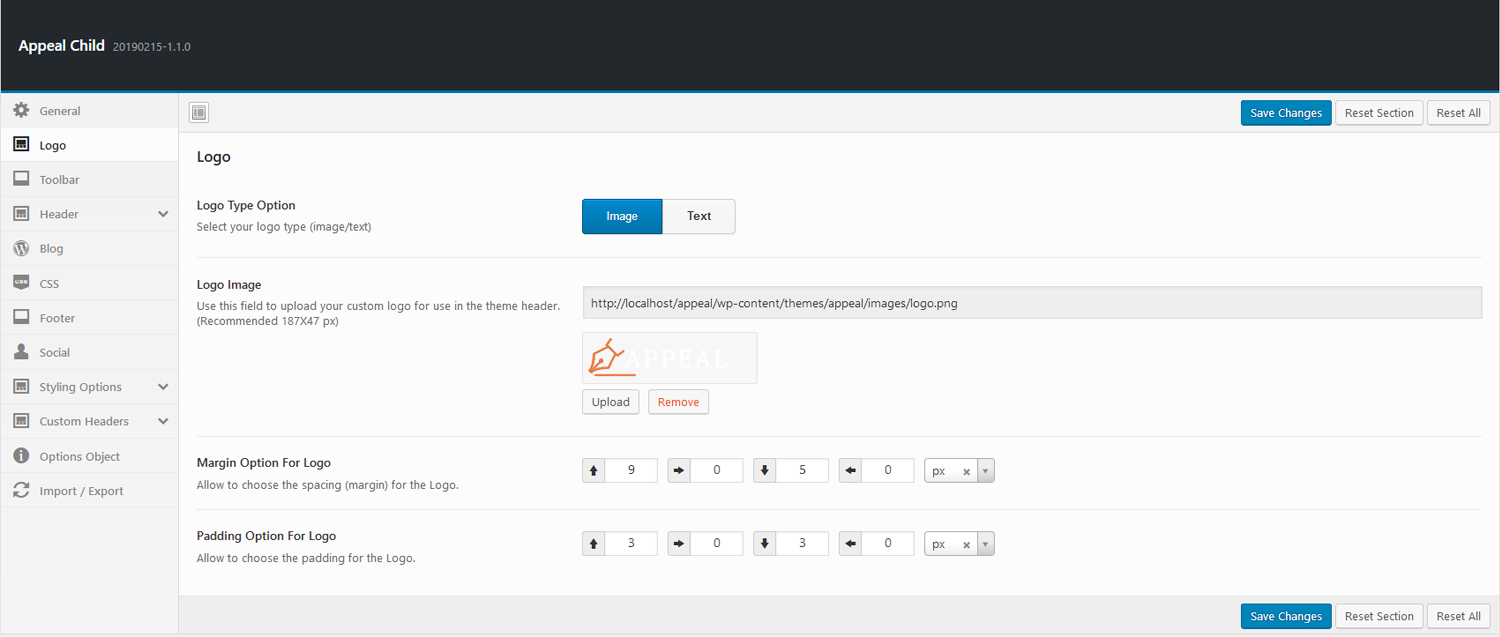 Appeal Child 20190215-1.1.0
General
Logo
Toolbar
Header
Blog
CSS
Footer
Social
Styling Options
Custom Headers
Options Object
Import / Export
Save Changes Reset Section Reset All
Logo
Logo Type Option
Select your logo type (image/text)
Image Text
Logo Image
Use this field to upload your custom logo for use in the theme header.
(Recommended 187X47 px)
http://localhost/appeal/wp-content/themes/appeal/images/logo.png
APPEAL
Upload Remove
Margin Option For Logo
Allow to choose the spacing (margin) for the Logo.
9 0 5 0 px
Padding Option For Logo
Allow to choose the padding for the Logo.
3 0 3 0 px
Save Changes Reset Section Reset All